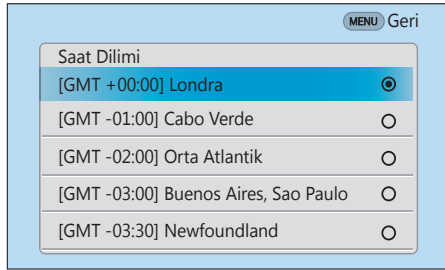 MENU Geri
Saat Dilimi
[GMT +00:00] Londra
[GMT -01:00] Cabo Verde
[GMT -02:00] Orta Atlantik
[GMT -03:00] Buenos Aires, Sao Paulo
[GMT -03:30] Newfoundland